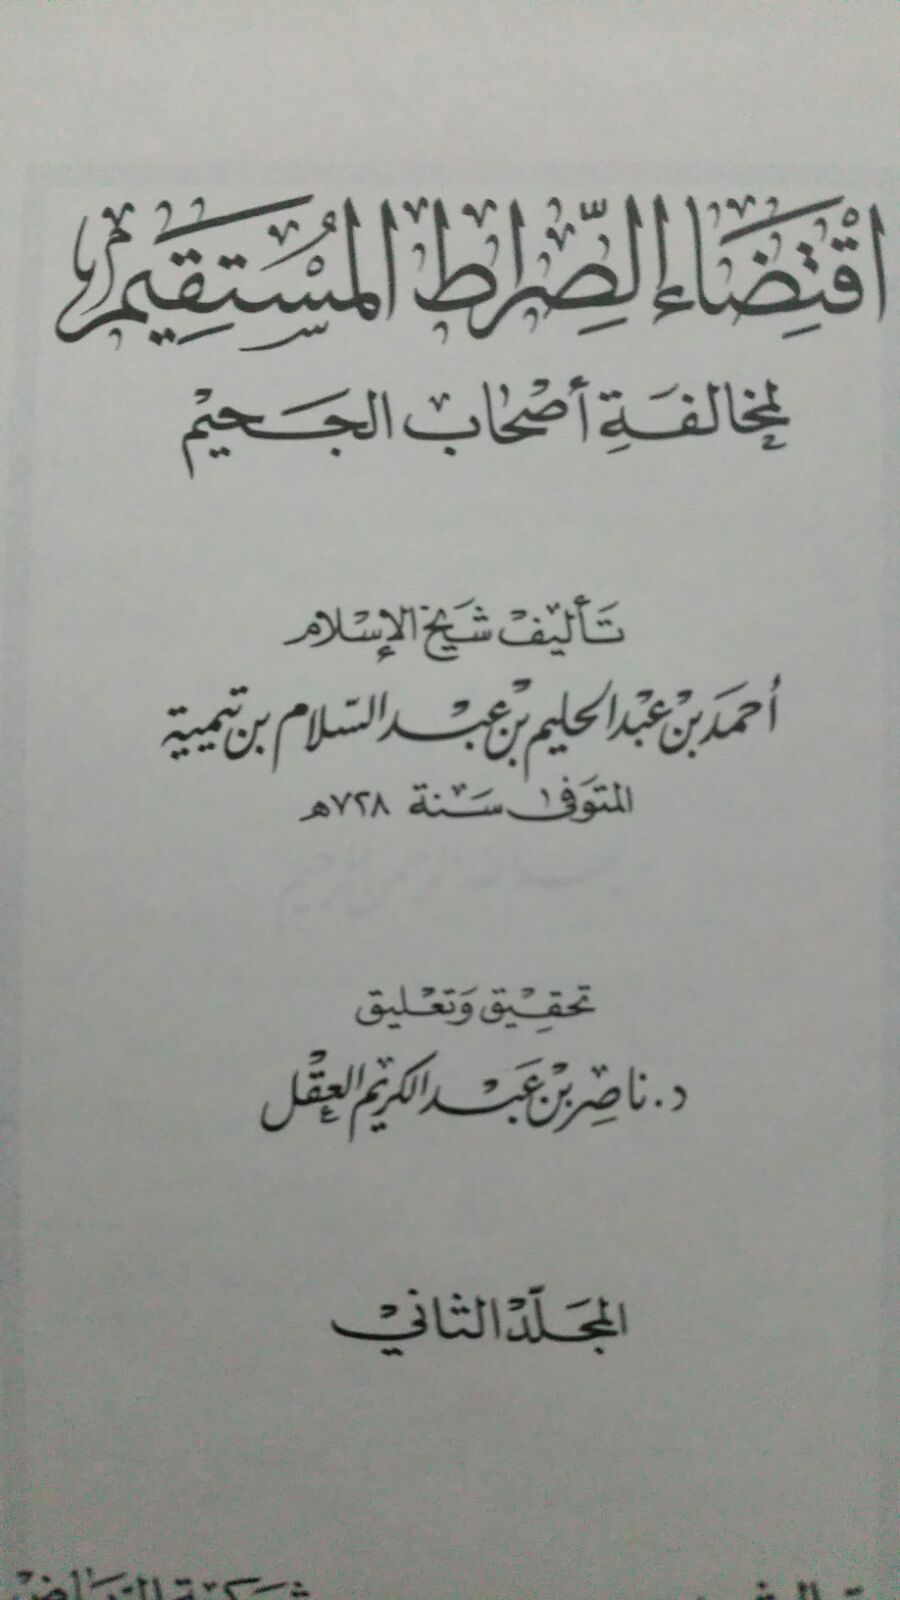 اقتضاء الصراط المستقيم
لمخالفة أصحاب الجحيم
تأليف شيخ الإسلام
أحمد بن عبد الحليم بن عبد السلام بن تيمية
المتوفى سنة ٧٢٨هـ
تحقيق وتعليق
د. ناصر بن عبد الكريم العقل
المجلد الثاني